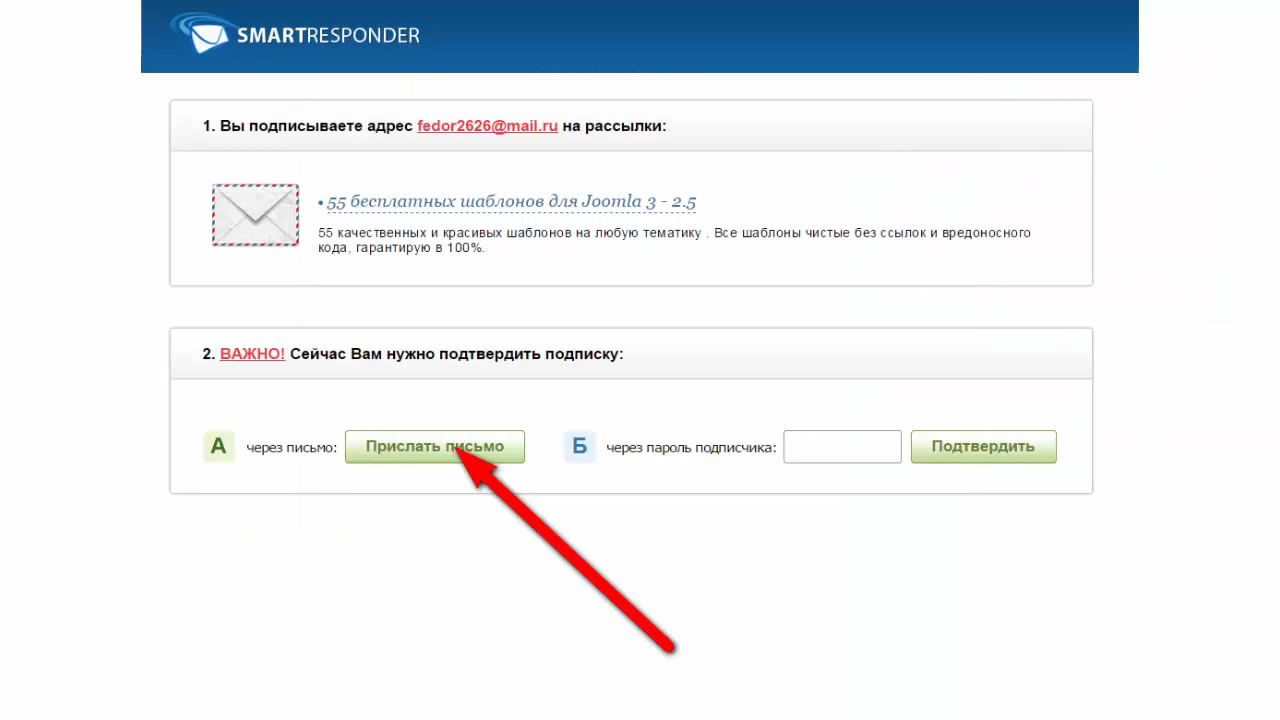 SMARTRESPONDER
1. Вы подписываете адрес fedor2626@mail.ru на рассылки:
• 55 бесплатных шаблонов для Joomla 3 - 2.5
55 качественных и красивых шаблонов на любую тематику . Все шаблоны чистые без ссылок и вредоносного
кода, гарантирую в 100%.
2. ВАЖНО! Сейчас Вам нужно подтвердить подписку:
А через письмо: Прислать письмо Б через пароль подписчика: Подтвердить